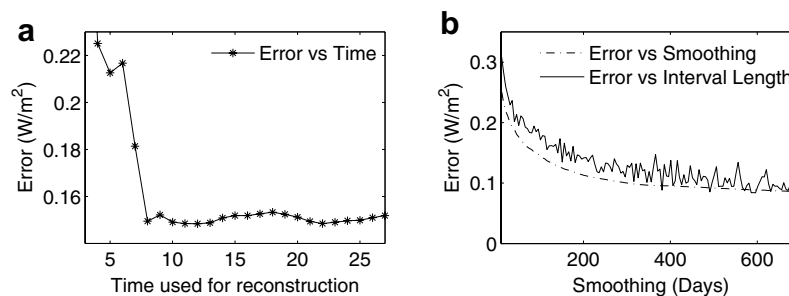 a
Error vs Time
0.22
0.2
0.18
0.16
Error (W/m²)
5 10 15 20 25
Time used for reconstruction
b
Error vs Smoothing
Error vs Interval Length
0.3
0.2
0.1
0
Error (W/m²)
200 400 600
Smoothing (Days)